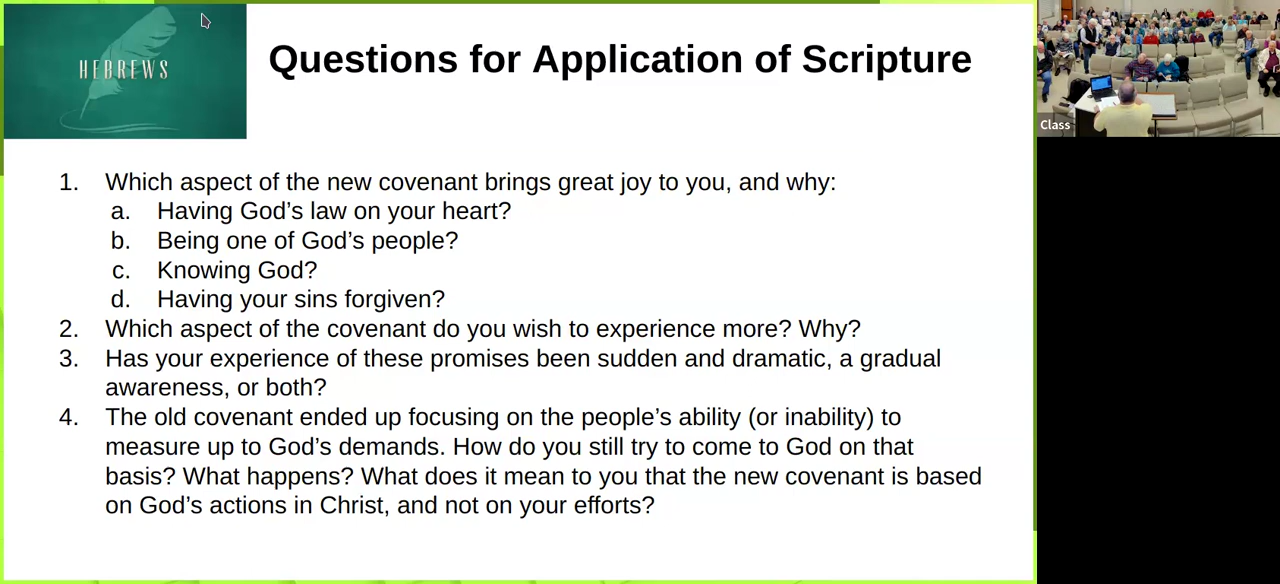 HEBREWS
Questions for Application of Scripture
Class
1. Which aspect of the new covenant brings great joy to you, and why:
a. Having God’s law on your heart?
b. Being one of God’s people?
c. Knowing God?
d. Having your sins forgiven?
2. Which aspect of the covenant do you wish to experience more? Why?
3. Has your experience of these promises been sudden and dramatic, a gradual
awareness, or both?
4. The old covenant ended up focusing on the people’s ability (or inability) to
measure up to God’s demands. How do you still try to come to God on that
basis? What happens? What does it mean to you that the new covenant is based
on God’s actions in Christ, and not on your efforts?